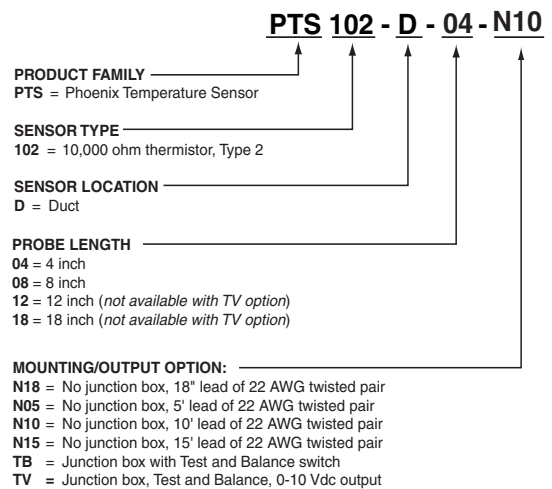 PTS 102 - D - 04 - N10
PRODUCT FAMILY
PTS = Phoenix Temperature Sensor
SENSOR TYPE
102 = 10,000 ohm thermistor, Type 2
SENSOR LOCATION
D = Duct
PROBE LENGTH
04 = 4 inch
08 = 8 inch
12 = 12 inch (not available with TV option)
18 = 18 inch (not available with TV option)
MOUNTING/OUTPUT OPTION:
N18 = No junction box, 18" lead of 22 AWG twisted pair
N05 = No junction box, 5' lead of 22 AWG twisted pair
N10 = No junction box, 10' lead of 22 AWG twisted pair
N15 = No junction box, 15' lead of 22 AWG twisted pair
TB = Junction box with Test and Balance switch
TV = Junction box, Test and Balance, 0-10 Vdc output